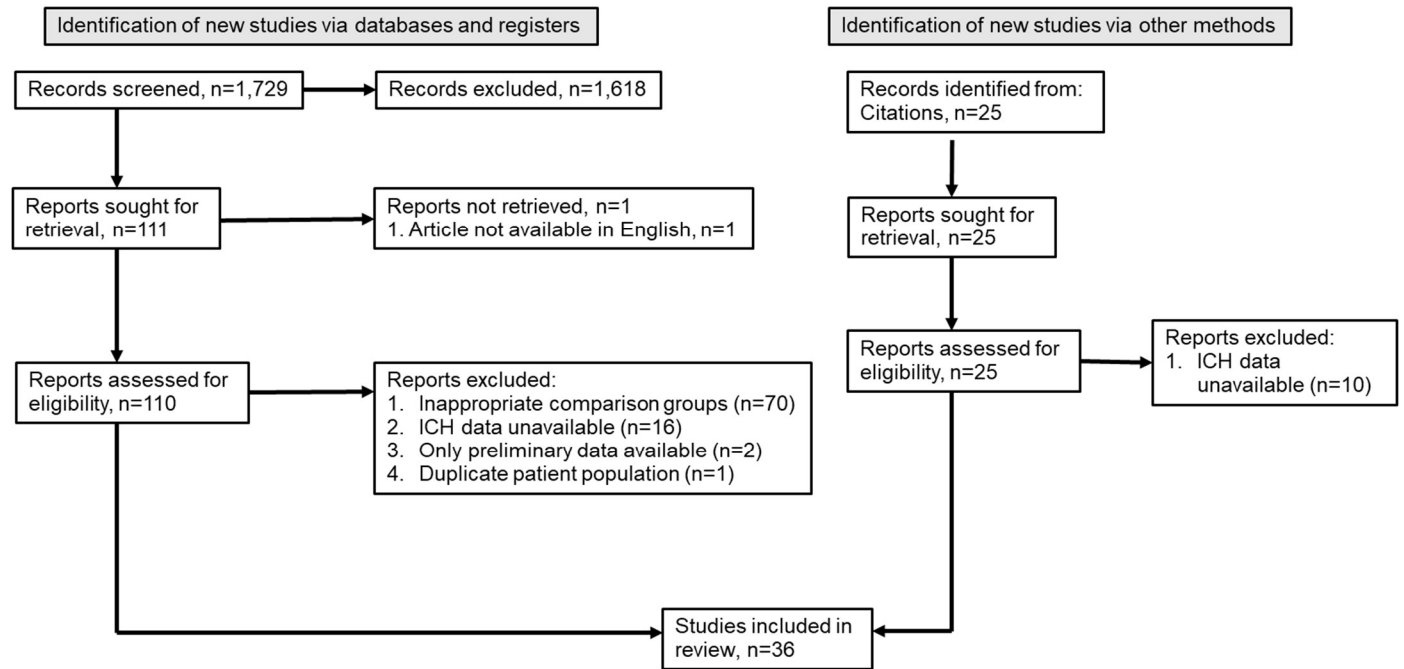 Identification of new studies via databases and registers
Identification of new studies via other methods
Records screened, n=1,729
Records excluded, n=1,618
Records identified from:
Citations, n=25
Reports sought for
retrieval, n=111
Reports not retrieved, n=1
1. Article not available in English, n=1
Reports sought for
retrieval, n=25
Reports assessed for
eligibility, n=110
Reports excluded:
1. Inappropriate comparison groups (n=70)
2. ICH data unavailable (n=16)
3. Only preliminary data available (n=2)
4. Duplicate patient population (n=1)
Reports assessed for
eligibility, n=25
Reports excluded:
1. ICH data
unavailable (n=10)
Studies included in
review, n=36